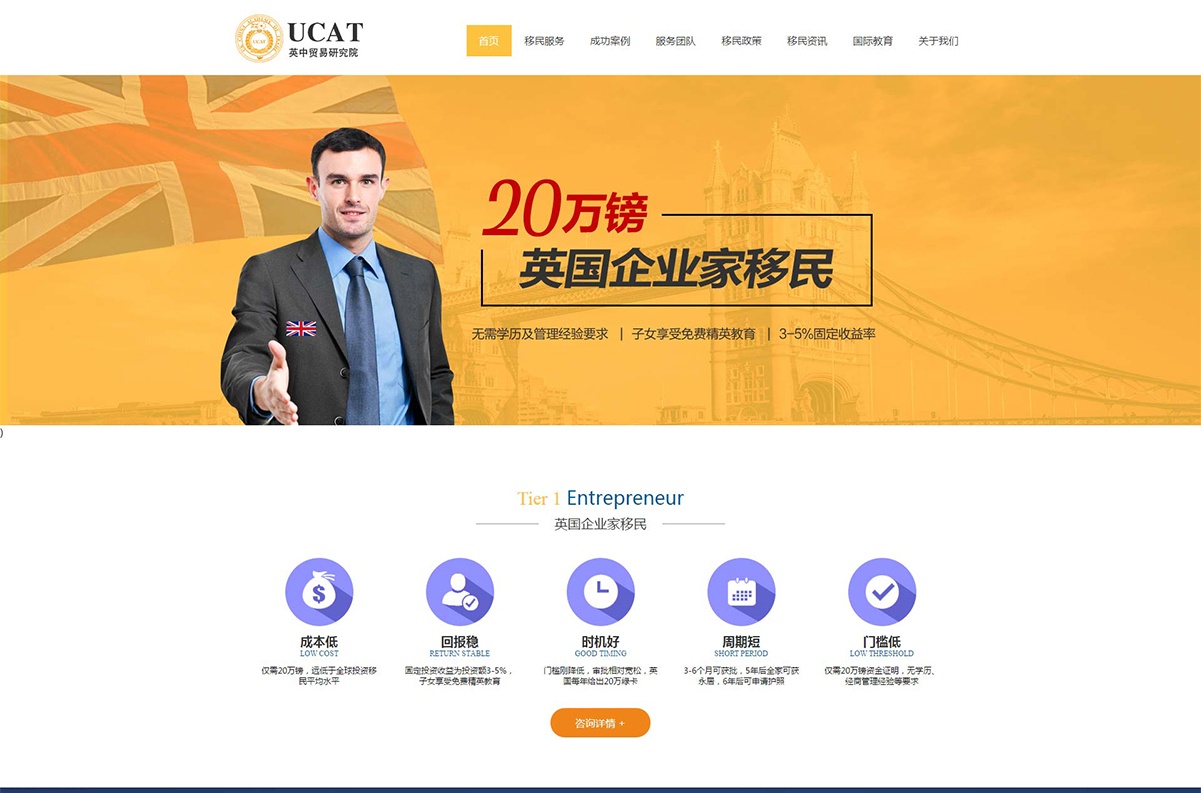 UCAT
英中贸易研究院
首页 移民服务 成功案例 服务团队 移民政策 移民资讯 国际教育 关于我们
20万镑
英国企业家移民
无需学历及管理经验要求 | 子女享受免费精英教育 | 3-5%固定收益率
)
Tier 1 Entrepreneur
英国企业家移民
成本低
LOW COST
仅需20万镑，远低于全球投资移
民平均水平
回报稳
RETURN STABLE
固定投资收益为投资额3-5%，
子女享受免费精英教育
时机好
GOOD TIMING
门槛刚降低，审批相对宽松，英
国每年给出20万绿卡
周期短
SHORT PERIOD
3-6个月可获批，5年后全家可获
永居，6年后可申请护照
门槛低
LOW THRESHOLD
仅需20万镑资金证明，无学历、
经商管理经验等要求
咨询详情 +